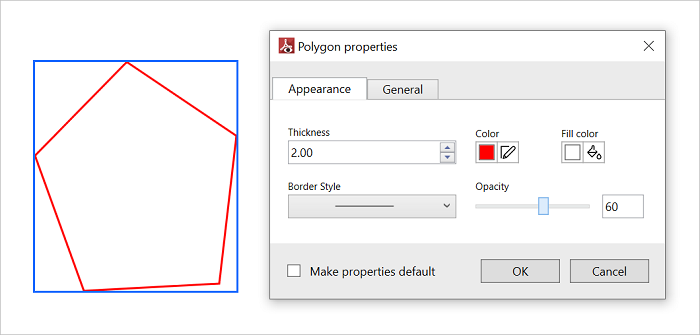 Polygon properties
Appearance
General
Thickness
Color
Fill color
2.00
Border Style
Opacity
60
Make properties default
OK
Cancel